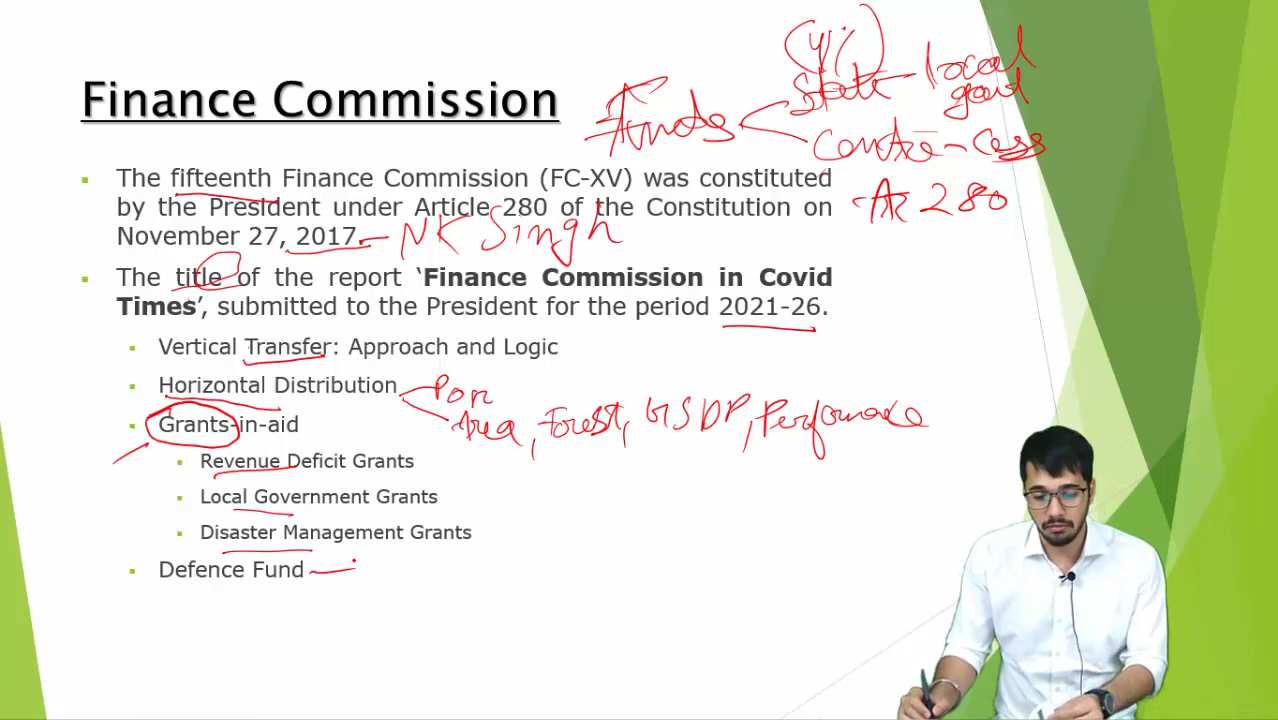 Finance Commission
Funds
(41%)
State - local
govt
Centre - Cess
- Ar 280
The fifteenth Finance Commission (FC-XV) was constituted
by the President under Article 280 of the Constitution on
November 27, 2017.
- NK Singh
The title of the report ‘Finance Commission in Covid
Times’, submitted to the President for the period 2021-26.
Vertical Transfer: Approach and Logic
Horizontal Distribution
Area, Forest, GSDP, Performance
Grants-in-aid
Revenue Deficit Grants
Local Government Grants
Disaster Management Grants
Defence Fund